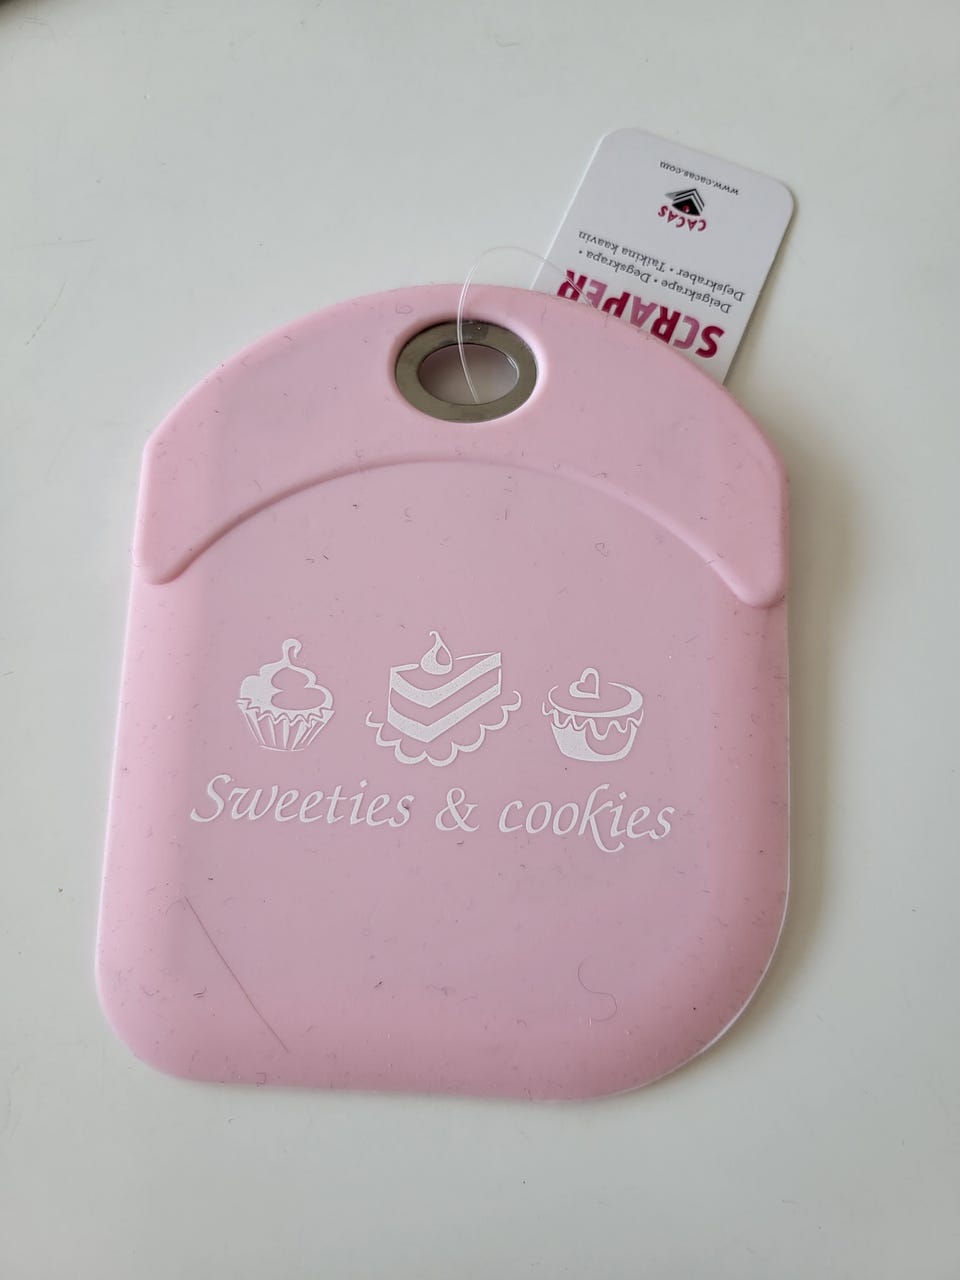 Sweeties & cookies
SCRAPER
Deigskrape • Degskrapa •
Dejskraber • Taikina kaavin
CACAS
www.cacas.com